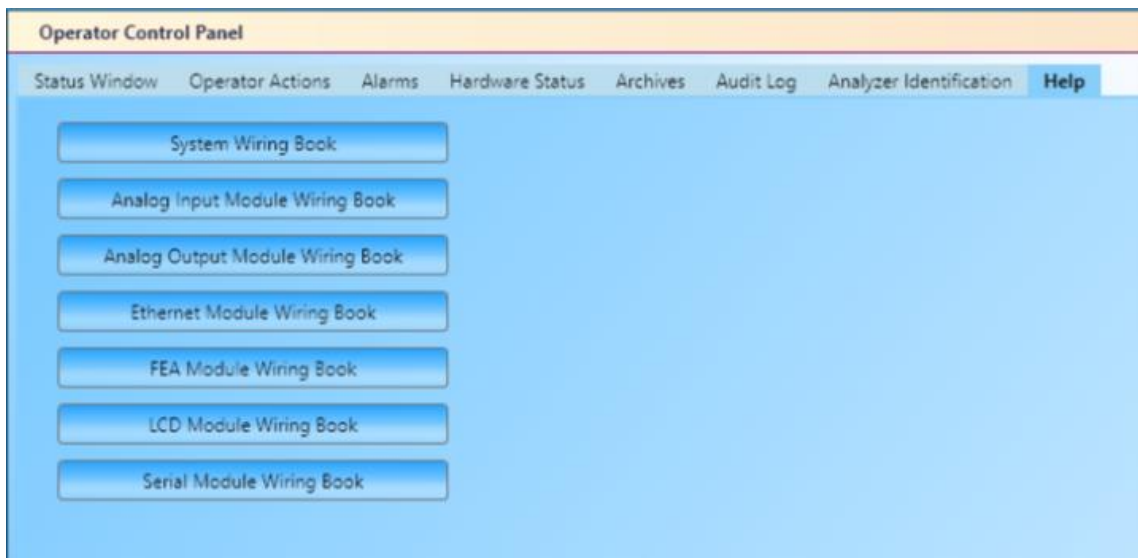 Operator Control Panel
Status Window Operator Actions Alarms Hardware Status Archives Audit Log Analyzer Identification Help
System Wiring Book
Analog Input Module Wiring Book
Analog Output Module Wiring Book
Ethernet Module Wiring Book
FEA Module Wiring Book
LCD Module Wiring Book
Serial Module Wiring Book